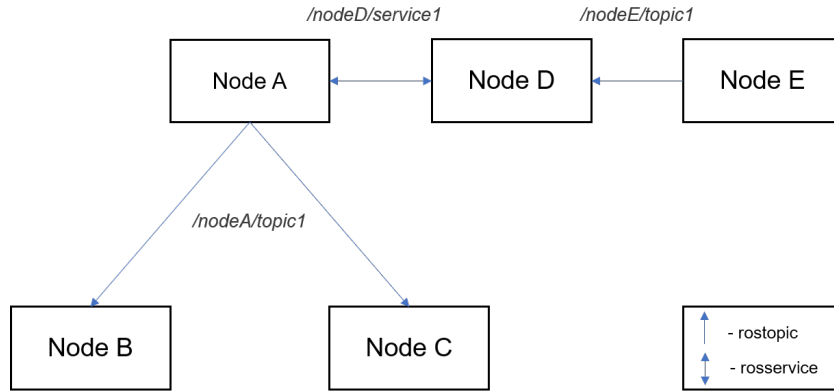 /nodeD/service1
/nodeE/topic1
Node A
Node D
Node E
/nodeA/topic1
Node B
Node C
- rostopic
- rosservice